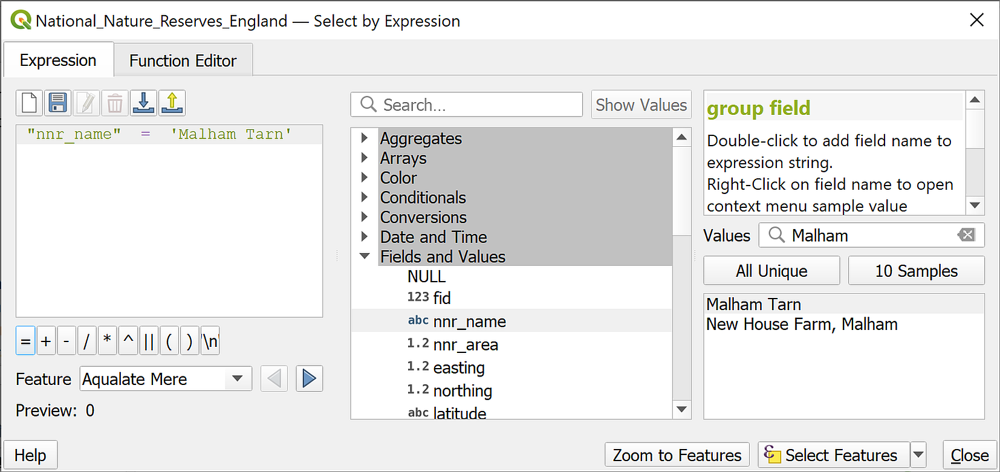 National_Nature_Reserves_England — Select by Expression
Expression
Function Editor
"nnr_name"  =  'Malham Tarn'
= + - / * ^ || ( ) '\n'
Feature
Aqualate Mere
Preview: 0
Search...
Show Values
Aggregates
Arrays
Color
Conditionals
Conversions
Date and Time
Fields and Values
NULL
123 fid
abc nnr_name
1.2 nnr_area
1.2 easting
1.2 northing
abc latitude
group field
Double-click to add field name to
expression string.
Right-Click on field name to open
context menu sample value
Values
Malham
All Unique
10 Samples
Malham Tarn
New House Farm, Malham
Help
Zoom to Features
Select Features
Close